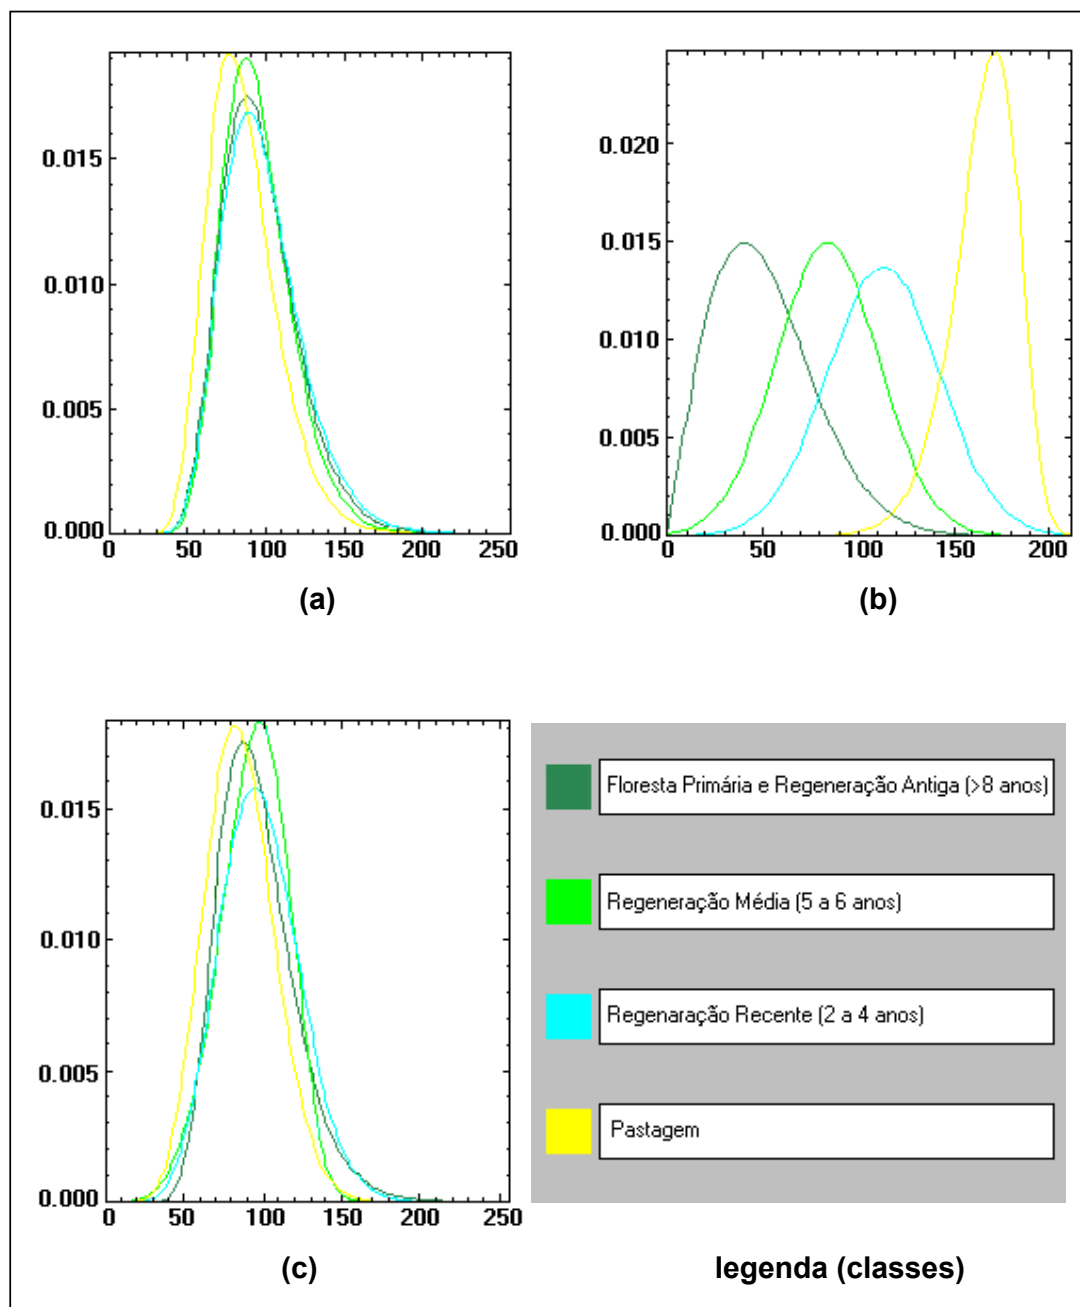 0.015
0.010
0.005
0.000
0 50 100 150 200 250
(a)
0.020
0.015
0.010
0.005
0.000
0 50 100 150 200
(b)
0.015
0.010
0.005
0.000
0 50 100 150 200 250
(c)
Floresta Primária e Regeneração Antiga (>8 anos)
Regeneração Média (5 a 6 anos)
Regenaração Recente (2 a 4 anos)
Pastagem
legenda (classes)